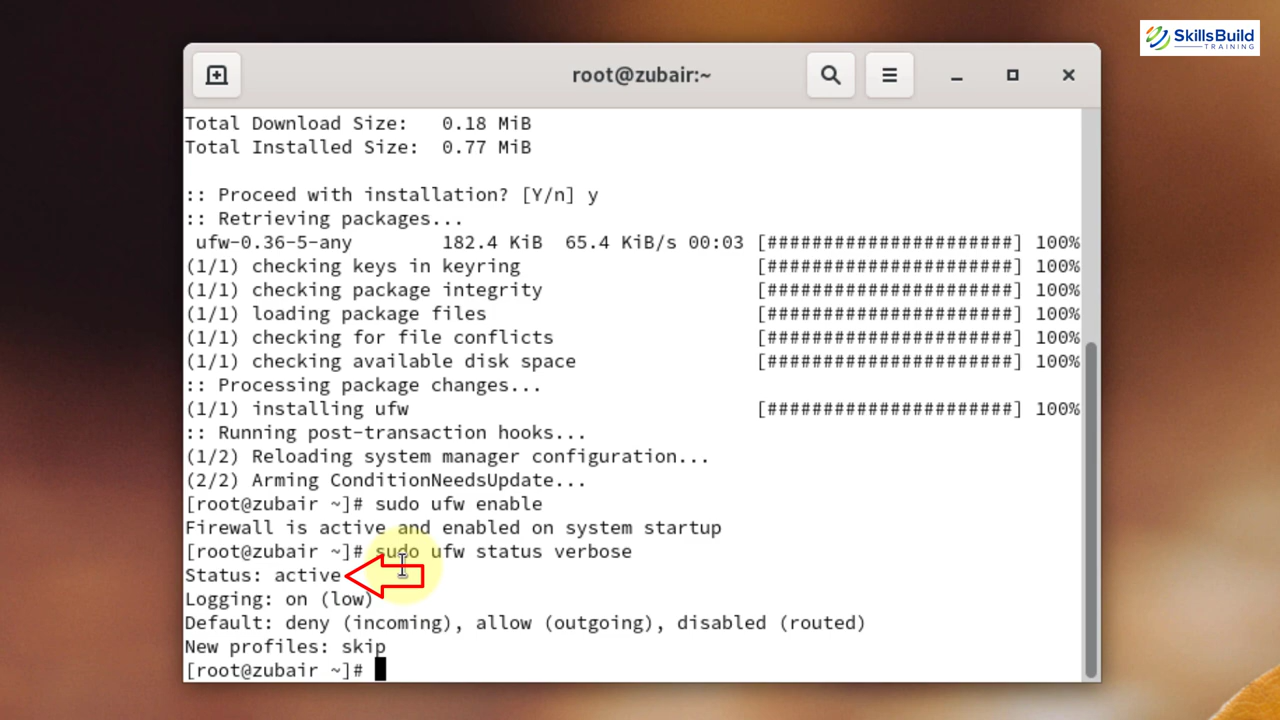 SkillsBuild
TRAINING
root@zubair:~
Total Download Size:   0.18 MiB
Total Installed Size:  0.77 MiB
:: Proceed with installation? [Y/n] y
:: Retrieving packages...
 ufw-0.36-5-any        182.4 KiB  65.4 KiB/s 00:03 [######################] 100%
(1/1) checking keys in keyring                     [######################] 100%
(1/1) checking package integrity                   [######################] 100%
(1/1) loading package files                        [######################] 100%
(1/1) checking for file conflicts                  [######################] 100%
(1/1) checking available disk space                [######################] 100%
:: Processing package changes...
(1/1) installing ufw                               [######################] 100%
:: Running post-transaction hooks...
(1/2) Reloading system manager configuration...
(2/2) Arming ConditionNeedsUpdate...
[root@zubair ~]# sudo ufw enable
Firewall is active and enabled on system startup
[root@zubair ~]# sudo ufw status verbose
Status: active
Logging: on (low)
Default: deny (incoming), allow (outgoing), disabled (routed)
New profiles: skip
[root@zubair ~]#